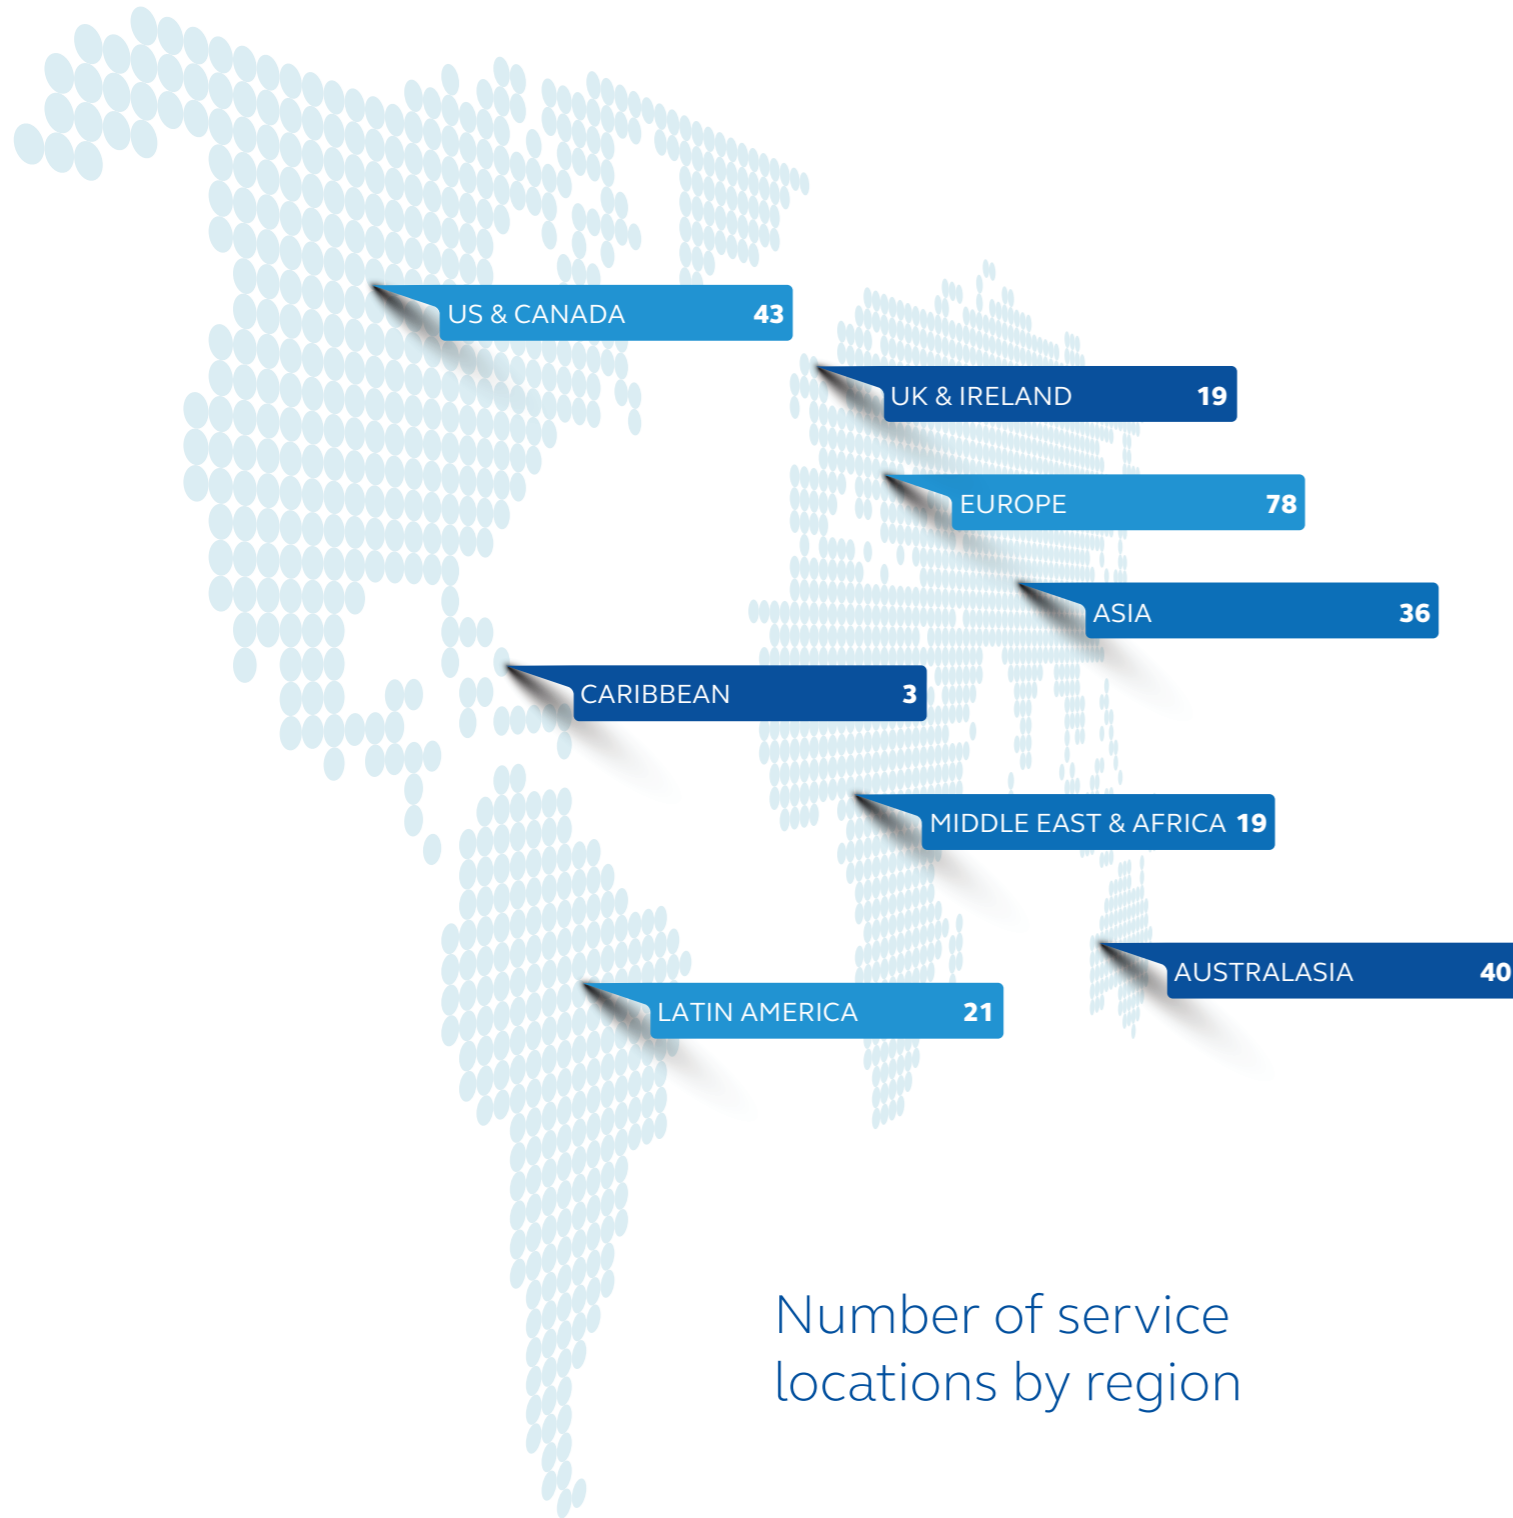 US & CANADA 43
UK & IRELAND 19
EUROPE 78
ASIA 36
CARIBBEAN 3
MIDDLE EAST & AFRICA 19
AUSTRALASIA 40
LATIN AMERICA 21
Number of service
locations by region